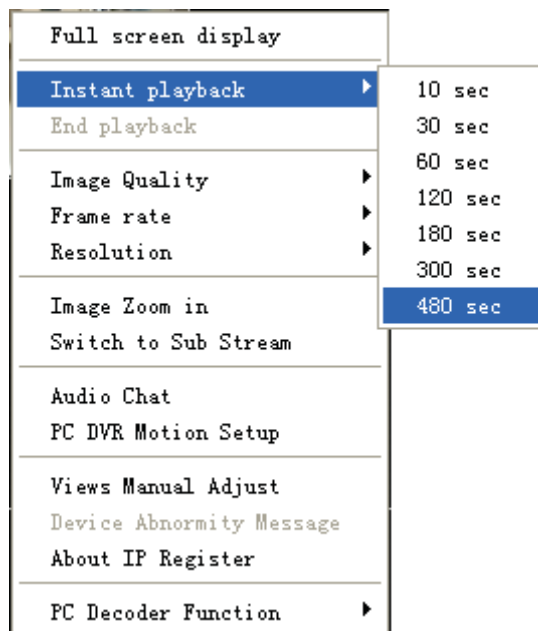 Full screen display
Instant playback
End playback
Image Quality
Frame rate
Resolution
Image Zoom in
Switch to Sub Stream
Audio Chat
PC DVR Motion Setup
Views Manual Adjust
Device Abnormity Message
About IP Register
PC Decoder Function
10 sec
30 sec
60 sec
120 sec
180 sec
300 sec
480 sec